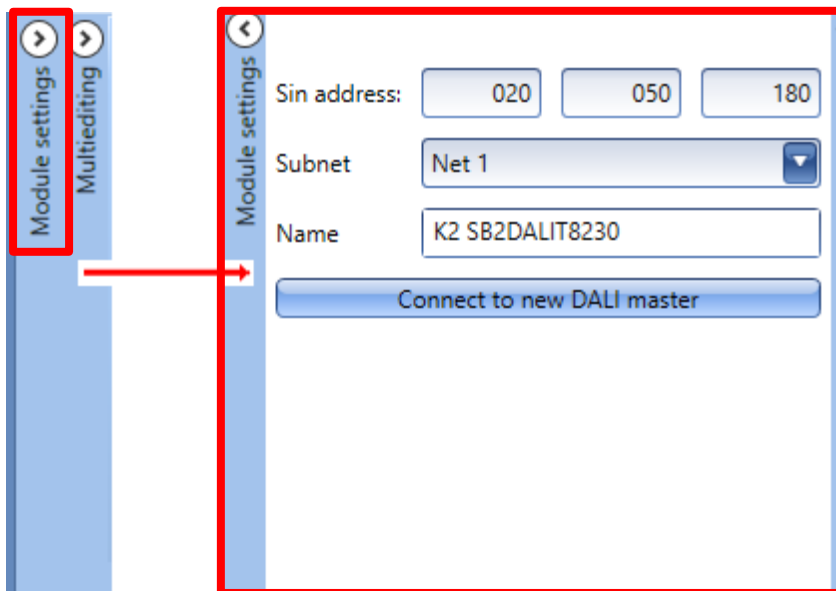 Module settings
Multiediting
Module settings
Sin address: 020 050 180
Subnet Net 1
Name K2 SB2DALIT8230
Connect to new DALI master